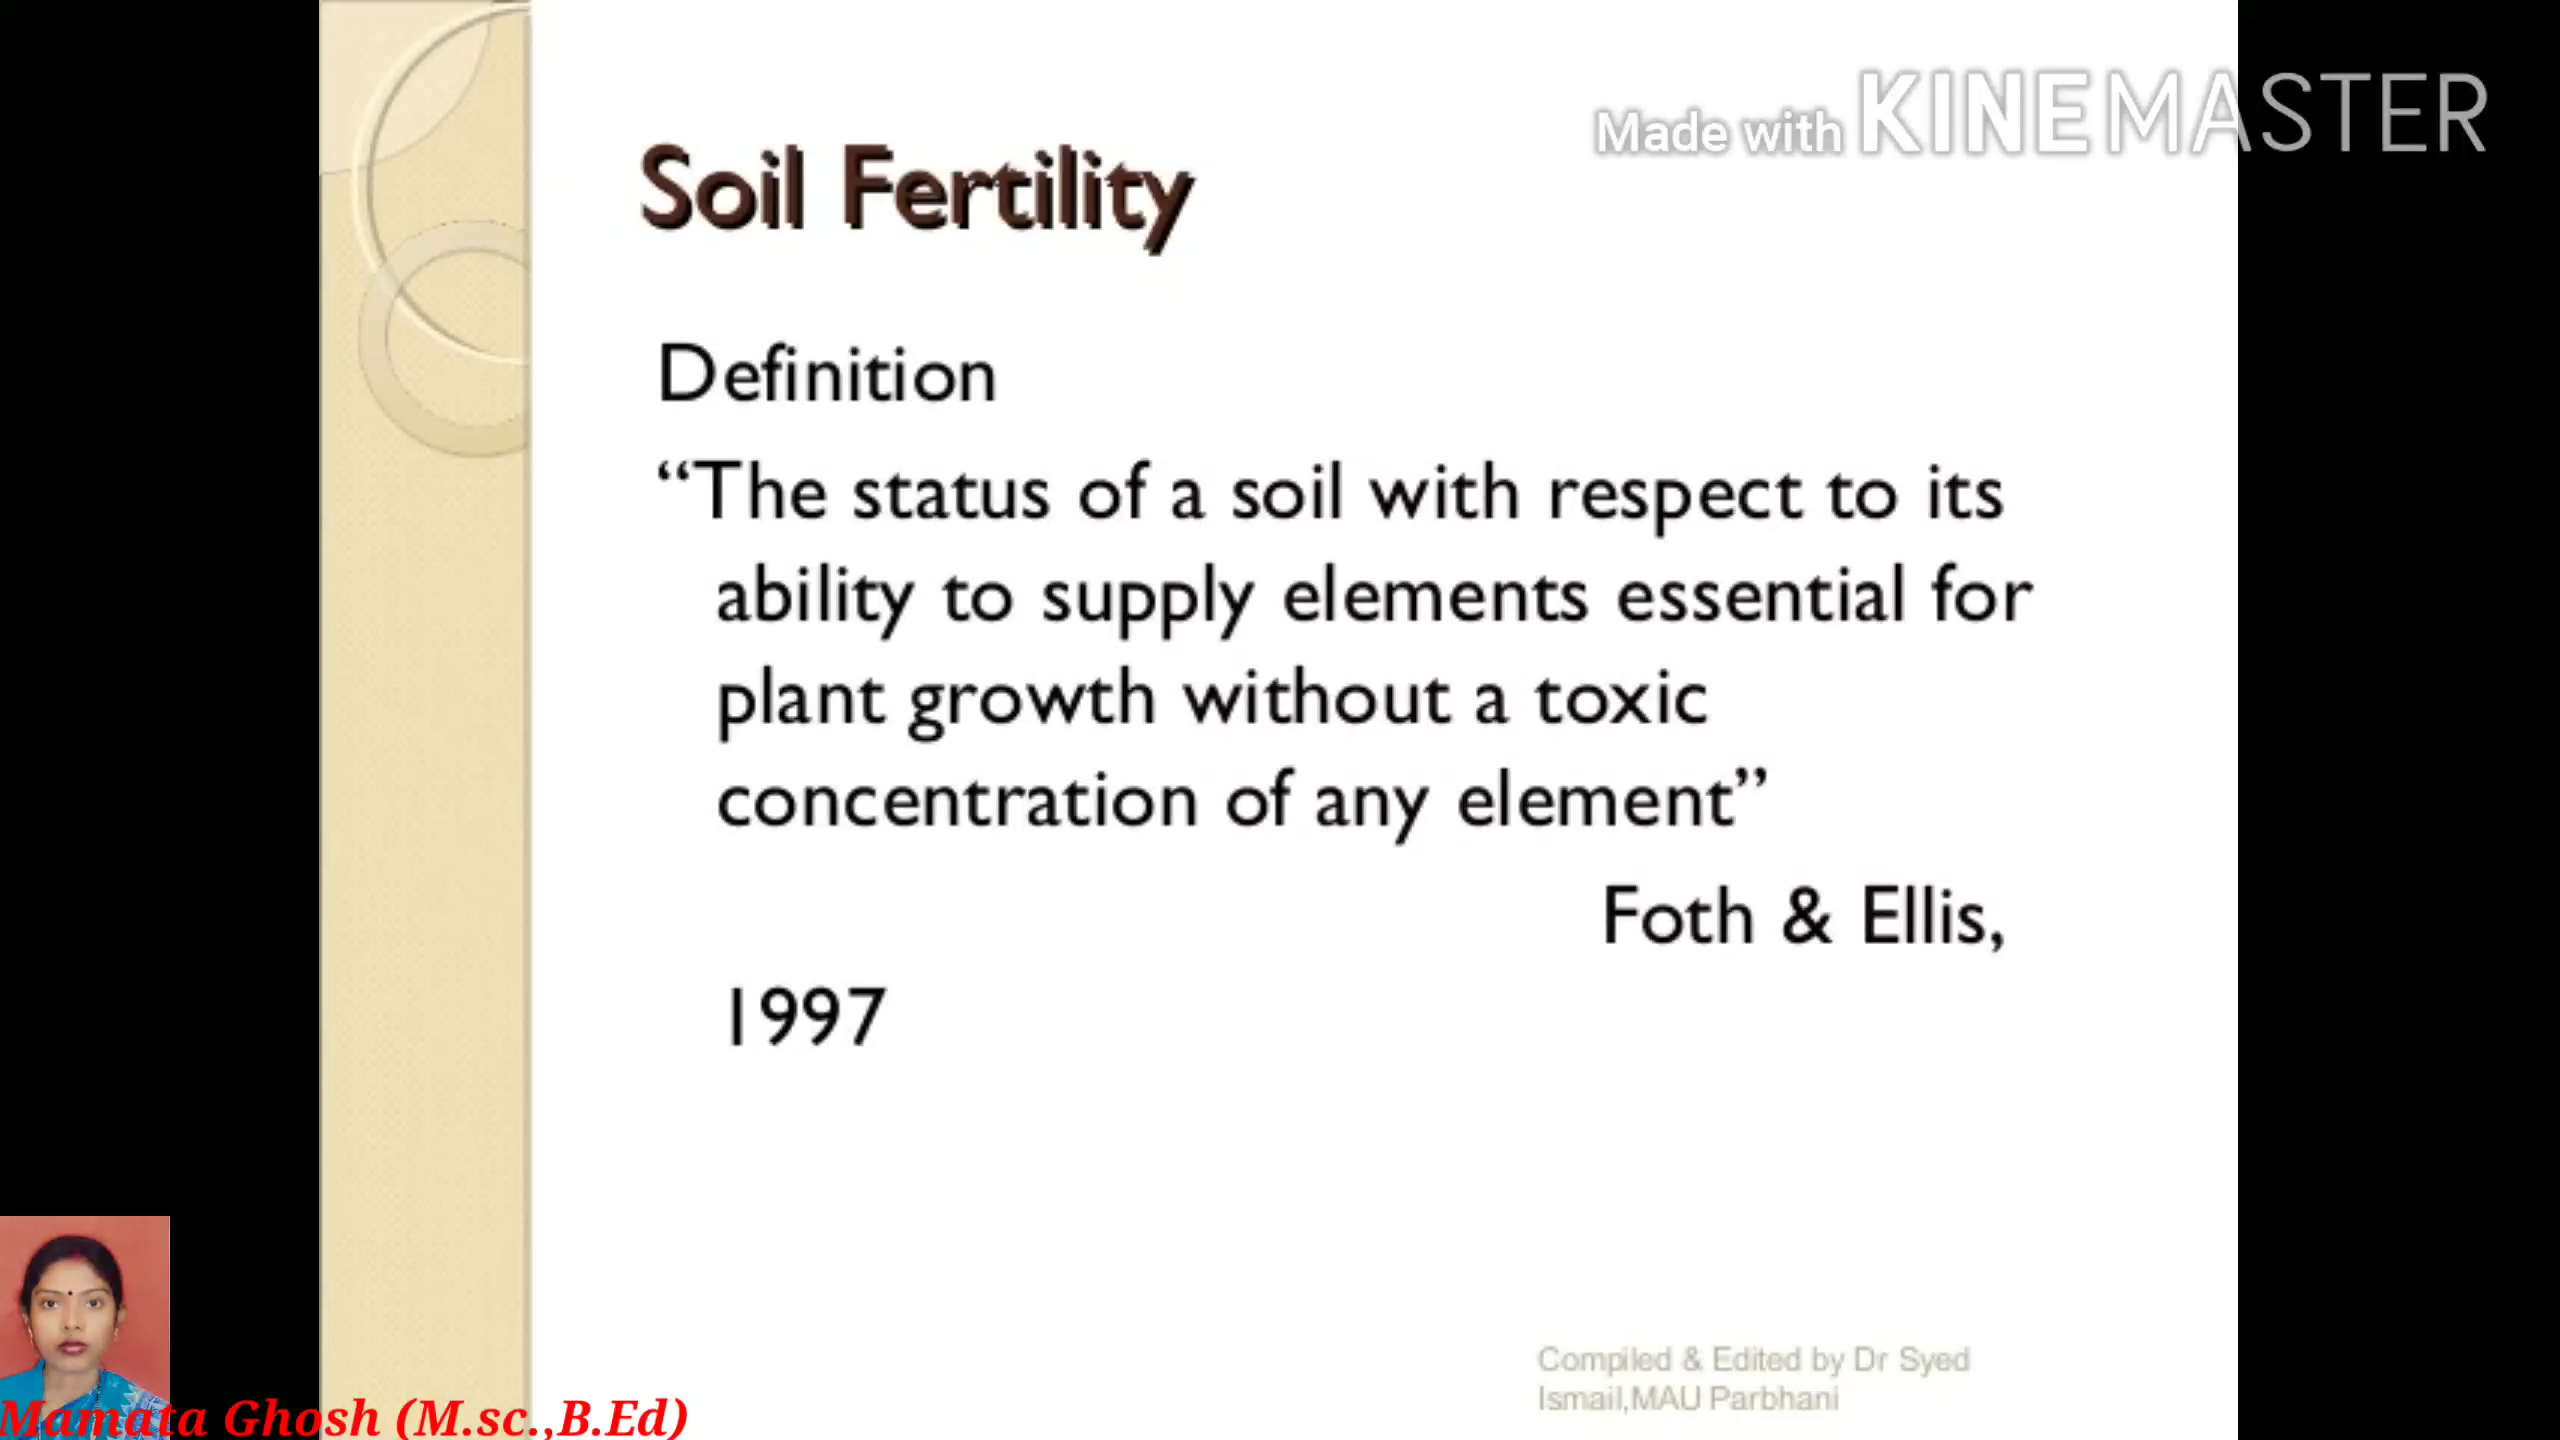 Made with KINEMASTER
Soil Fertility
Definition
“The status of a soil with respect to its
ability to supply elements essential for
plant growth without a toxic
concentration of any element”
Foth & Ellis,
1997
Compiled & Edited by Dr Syed
Ismail,MAU Parbhani
Mamata Ghosh (M.sc.,B.Ed)